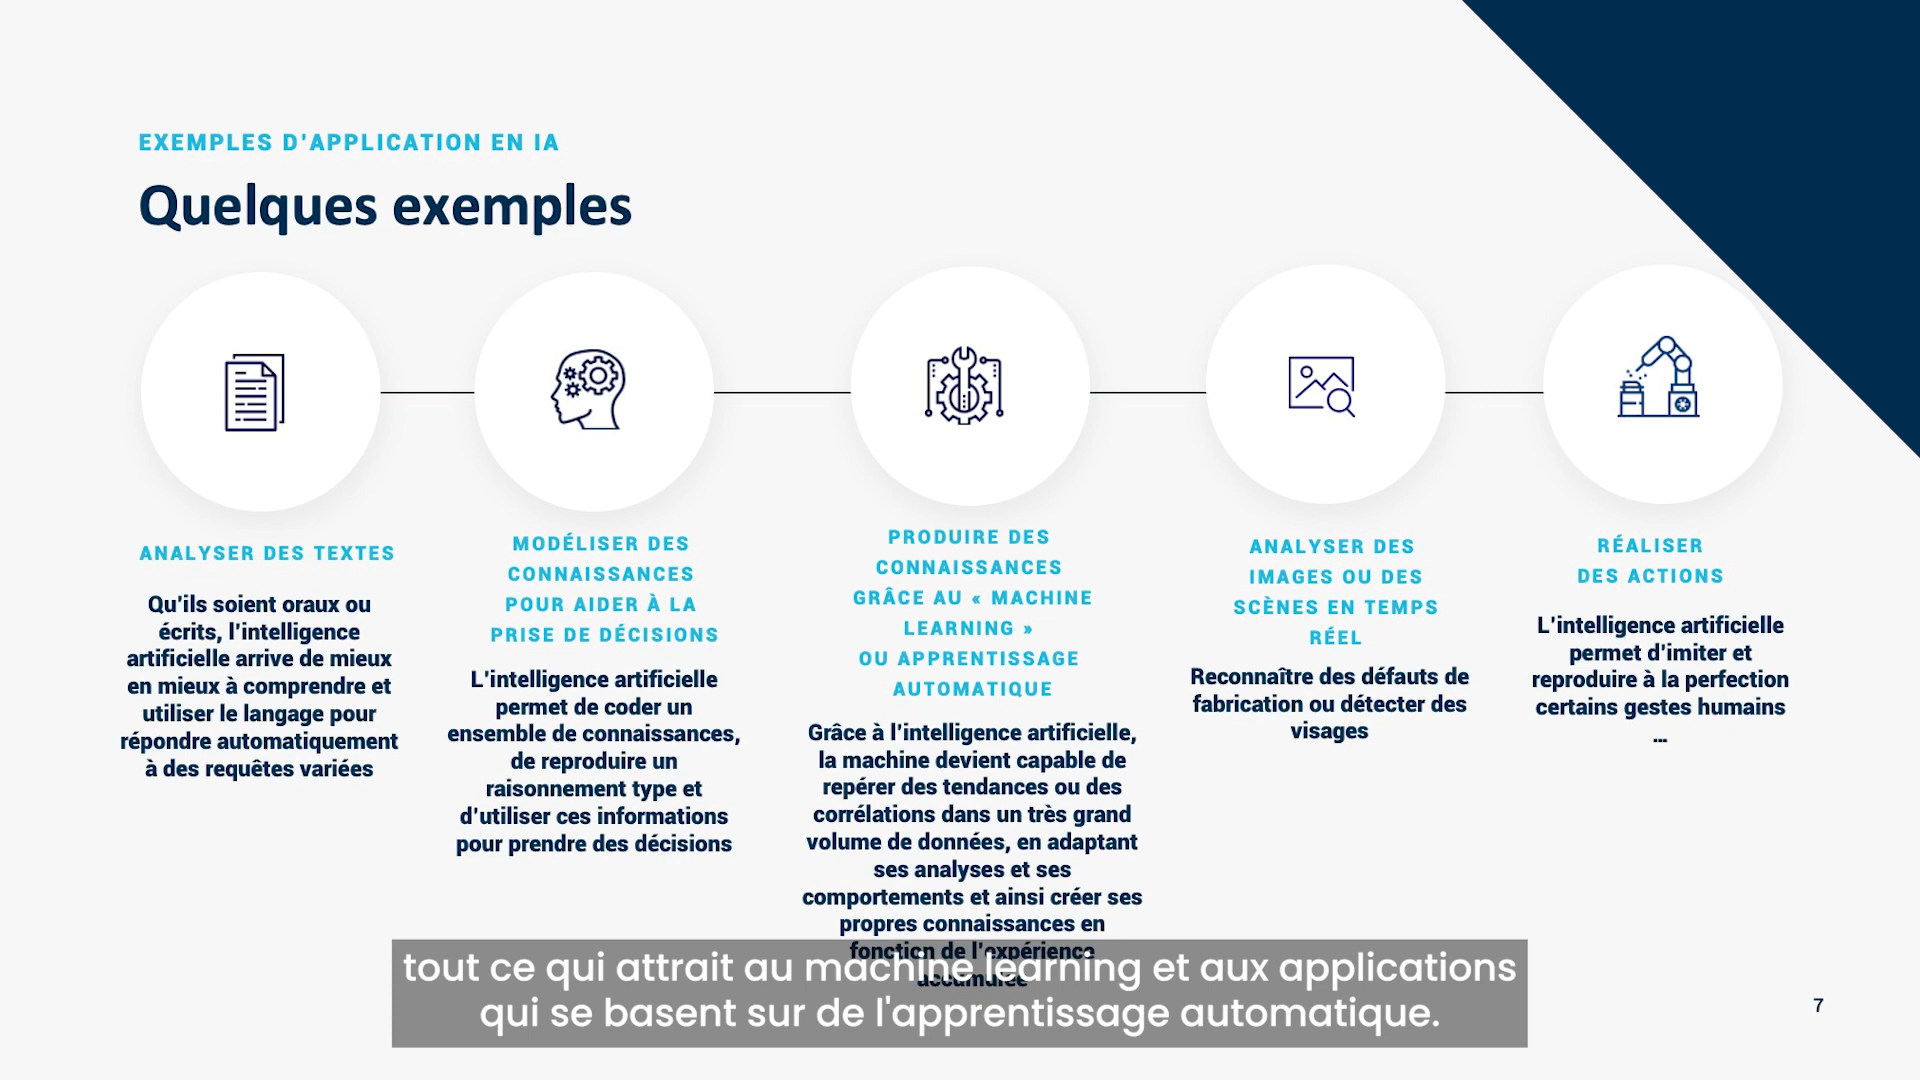 EXEMPLES D'APPLICATION EN IA
Quelques exemples
ANALYSER DES TEXTES
Qu'ils soient oraux ou
écrits, l'intelligence
artificielle arrive de mieux
en mieux à comprendre et
utiliser le langage pour
répondre automatiquement
à des requêtes variées
MODÉLISER DES
CONNAISSANCES
POUR AIDER À LA
PRISE DE DÉCISIONS
L'intelligence artificielle
permet de coder un
ensemble de connaissances,
de reproduire un
raisonnement type et
d'utiliser ces informations
pour prendre des décisions
PRODUIRE DES
CONNAISSANCES
GRÂCE AU « MACHINE
LEARNING »
OU APPRENTISSAGE
AUTOMATIQUE
Grâce à l'intelligence artificielle,
la machine devient capable de
repérer des tendances ou des
corrélations dans un très grand
volume de données, en adaptant
ses analyses et ses
comportements et ainsi créer ses
propres connaissances en
fonction de l'expérience
accumulée
ANALYSER DES
IMAGES OU DES
SCÈNES EN TEMPS
RÉEL
Reconnaître des défauts de
fabrication ou détecter des
visages
RÉALISER
DES ACTIONS
L'intelligence artificielle
permet d'imiter et
reproduire à la perfection
certains gestes humains
...
tout ce qui attrait au machine learning et aux applications
qui se basent sur de l'apprentissage automatique.
7